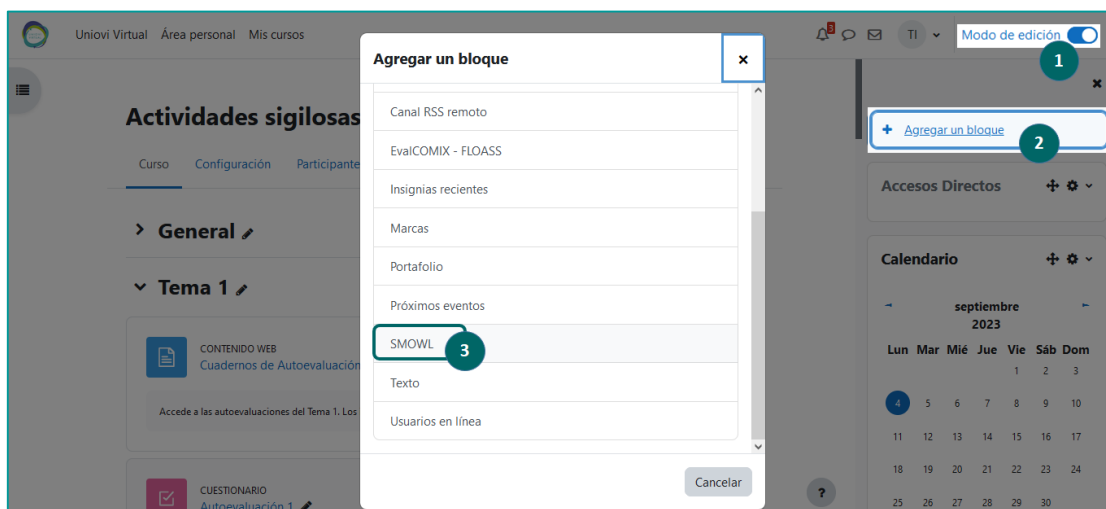 Uniovi Virtual Área personal Mis cursos
3
TI
Modo de edición
1
Agregar un bloque
×
Actividades sigilosas
Curso Configuración Participante
General
Tema 1
CONTENIDO WEB
Cuadernos de Autoevaluación
Accede a las autoevaluaciones del Tema 1. Los
CUESTIONARIO
Autoevaluación 1
Canal RSS remoto
EvalCOMIX - FLOASS
Insignias recientes
Marcas
Portafolio
Próximos eventos
SMOWL
3
Texto
Usuarios en línea
Cancelar
?
×
+ Agregar un bloque
2
Accesos Directos
Calendario
septiembre
2023
Lun Mar Mié Jue Vie Sáb Dom
1 2 3
4 5 6 7 8 9 10
11 12 13 14 15 16 17
18 19 20 21 22 23 24
25 26 27 28 29 30